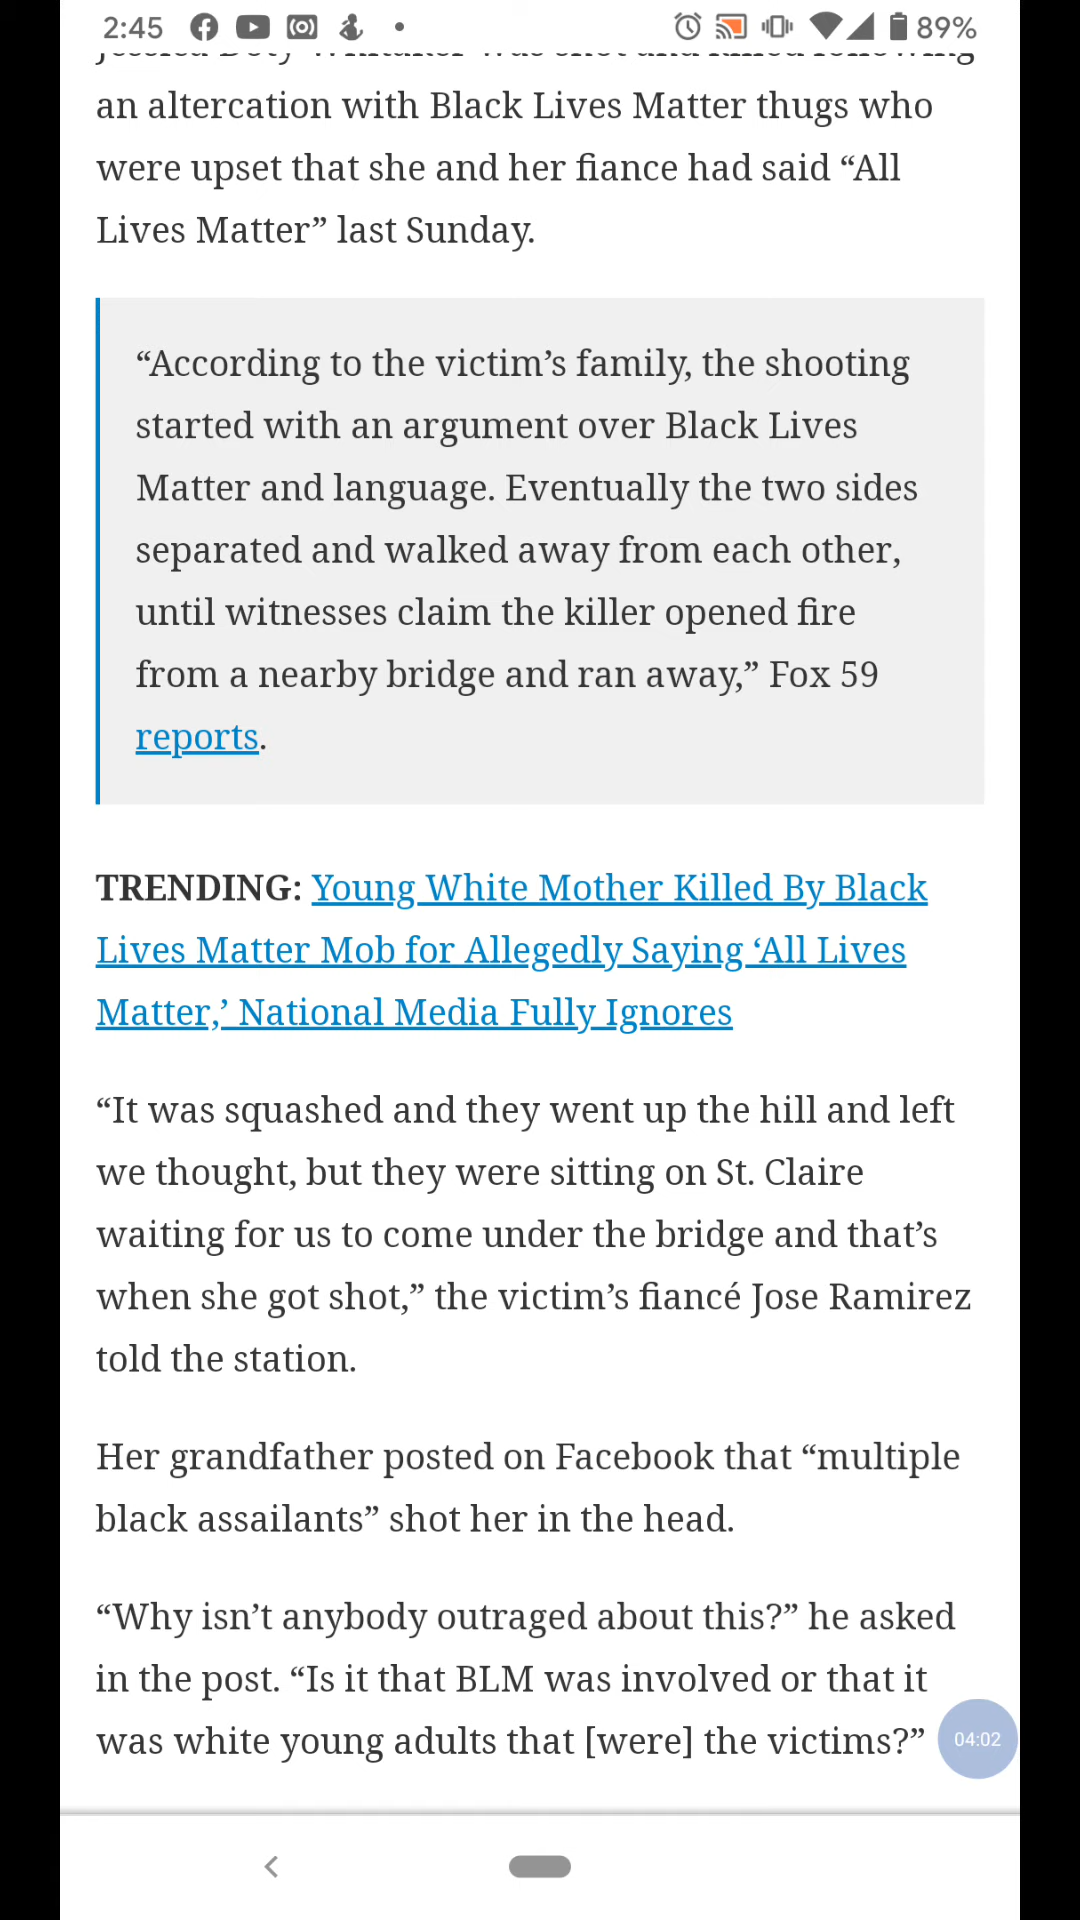 2:45 89%
an altercation with Black Lives Matter thugs who
were upset that she and her fiance had said “All
Lives Matter” last Sunday.
“According to the victim’s family, the shooting
started with an argument over Black Lives
Matter and language. Eventually the two sides
separated and walked away from each other,
until witnesses claim the killer opened fire
from a nearby bridge and ran away,” Fox 59
reports.
TRENDING: Young White Mother Killed By Black
Lives Matter Mob for Allegedly Saying ‘All Lives
Matter,’ National Media Fully Ignores
“It was squashed and they went up the hill and left
we thought, but they were sitting on St. Claire
waiting for us to come under the bridge and that’s
when she got shot,” the victim’s fiancé Jose Ramirez
told the station.
Her grandfather posted on Facebook that “multiple
black assailants” shot her in the head.
“Why isn’t anybody outraged about this?” he asked
in the post. “Is it that BLM was involved or that it
was white young adults that [were] the victims?”
04:02